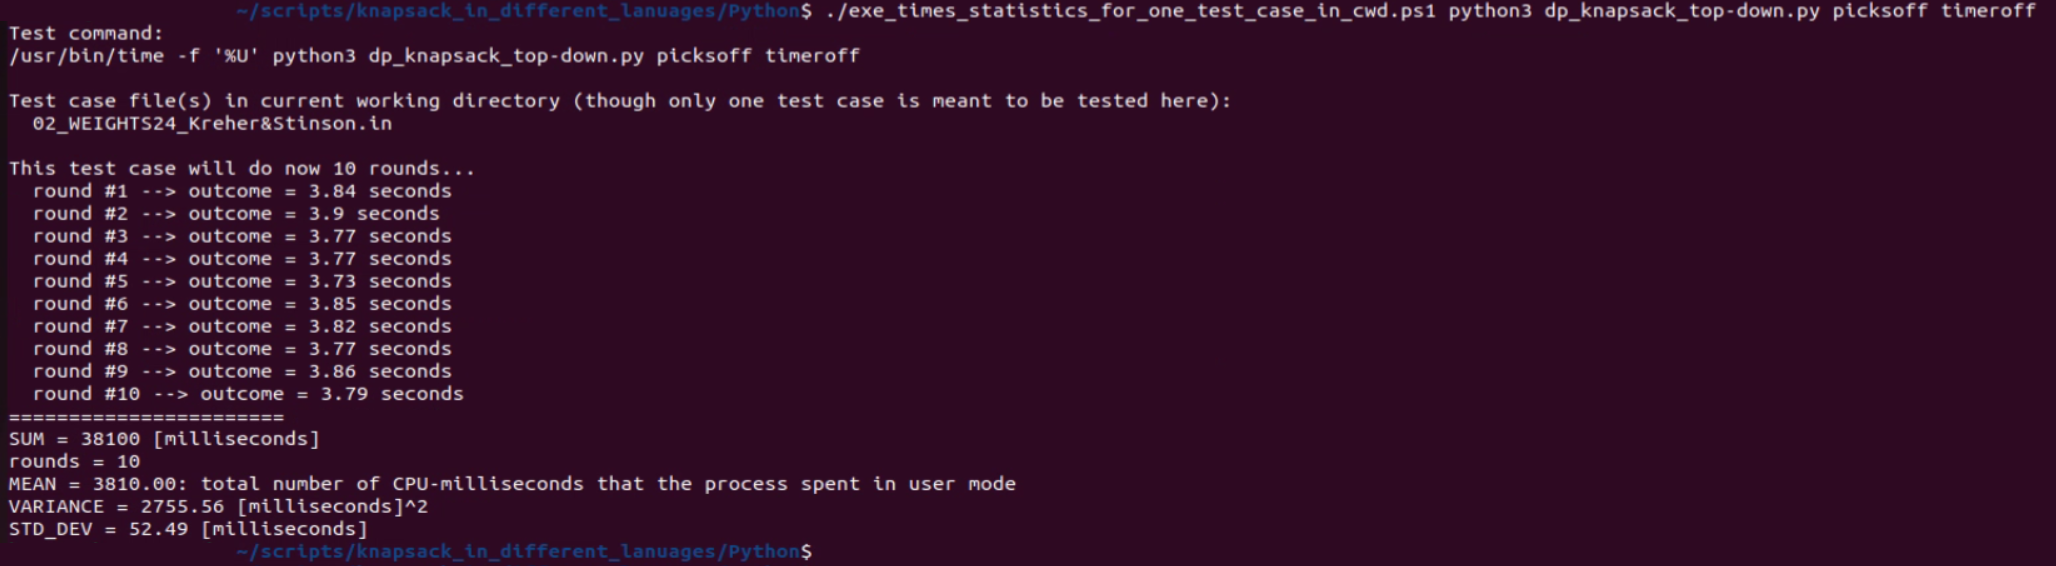 ~/scripts/knapsack_in_different_lanuages/Python$ ./exe_times_statistics_for_one_test_case_in_cwd.ps1 python3 dp_knapsack_top-down.py picksoff timeroff
Test command:
/usr/bin/time -f '%U' python3 dp_knapsack_top-down.py picksoff timeroff

Test case file(s) in current working directory (though only one test case is meant to be tested here):
  02_WEIGHTS24_Kreher&Stinson.in

This test case will do now 10 rounds...
  round #1 --> outcome = 3.84 seconds
  round #2 --> outcome = 3.9 seconds
  round #3 --> outcome = 3.77 seconds
  round #4 --> outcome = 3.77 seconds
  round #5 --> outcome = 3.73 seconds
  round #6 --> outcome = 3.85 seconds
  round #7 --> outcome = 3.82 seconds
  round #8 --> outcome = 3.77 seconds
  round #9 --> outcome = 3.86 seconds
  round #10 --> outcome = 3.79 seconds
=======================
SUM = 38100 [milliseconds]
rounds = 10
MEAN = 3810.00: total number of CPU-milliseconds that the process spent in user mode
VARIANCE = 2755.56 [milliseconds]^2
STD_DEV = 52.49 [milliseconds]
~/scripts/knapsack_in_different_lanuages/Python$